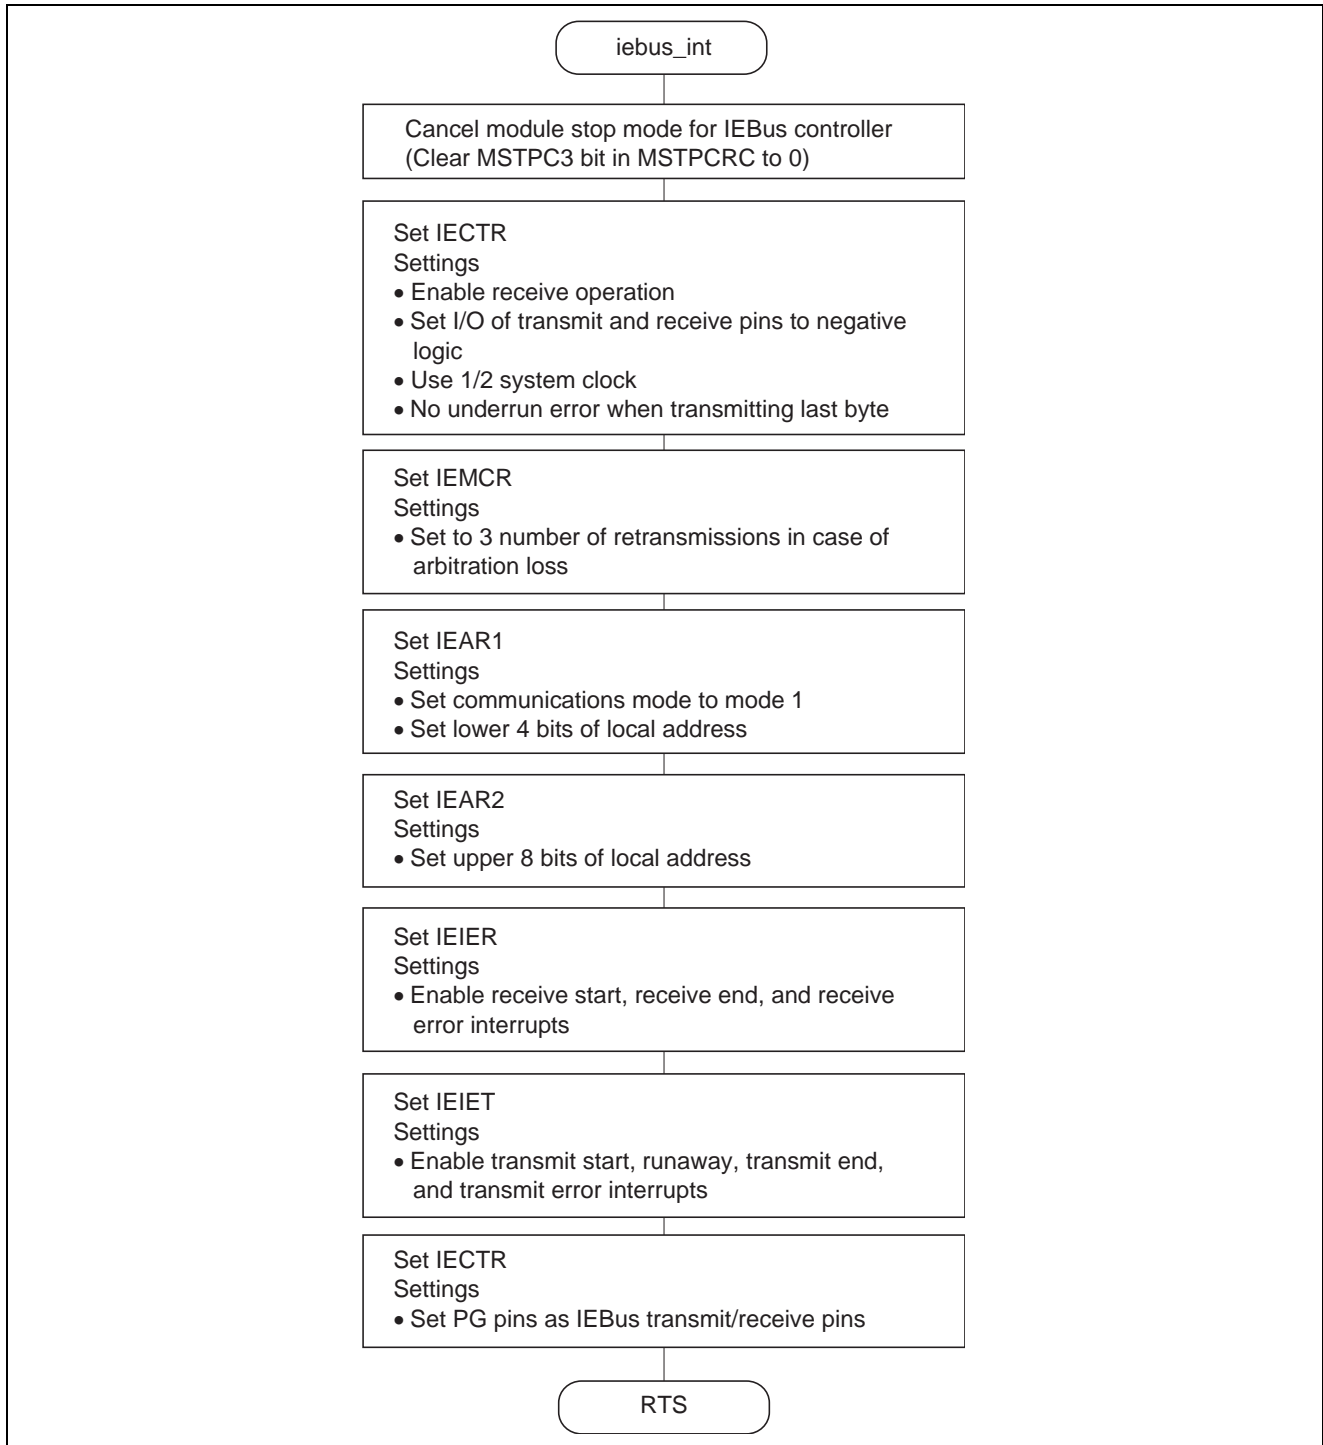 iebus_int
Cancel module stop mode for IEBus controller
(Clear MSTPC3 bit in MSTPCRC to 0)
Set IECTR
Settings
• Enable receive operation
• Set I/O of transmit and receive pins to negative
logic
• Use 1/2 system clock
• No underrun error when transmitting last byte
Set IEMCR
Settings
• Set to 3 number of retransmissions in case of
arbitration loss
Set IEAR1
Settings
• Set communications mode to mode 1
• Set lower 4 bits of local address
Set IEAR2
Settings
• Set upper 8 bits of local address
Set IEIER
Settings
• Enable receive start, receive end, and receive
error interrupts
Set IEIET
Settings
• Enable transmit start, runaway, transmit end,
and transmit error interrupts
Set IECTR
Settings
• Set PG pins as IEBus transmit/receive pins
RTS